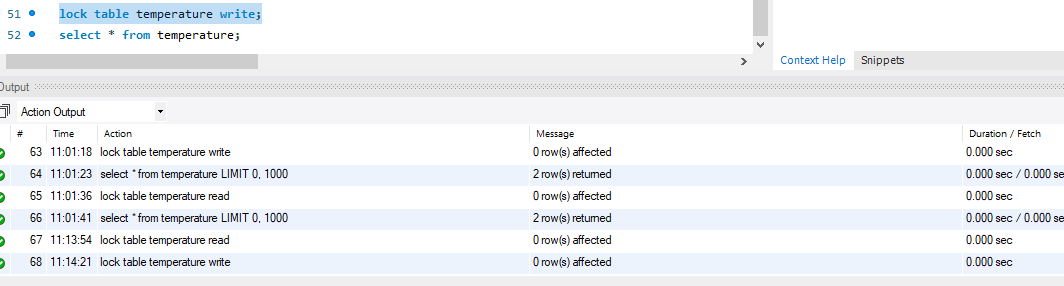 51 lock table temperature write;
52 select * from temperature;
Context Help Snippets
Output
Action Output
# Time Action Message Duration / Fetch
63 11:01:18 lock table temperature write 0 row(s) affected 0.000 sec
64 11:01:23 select * from temperature LIMIT 0, 1000 2 row(s) returned 0.000 sec / 0.000 se
65 11:01:36 lock table temperature read 0 row(s) affected 0.000 sec
66 11:01:41 select * from temperature LIMIT 0, 1000 2 row(s) returned 0.000 sec / 0.000 se
67 11:13:54 lock table temperature read 0 row(s) affected 0.000 sec
68 11:14:21 lock table temperature write 0 row(s) affected 0.000 sec